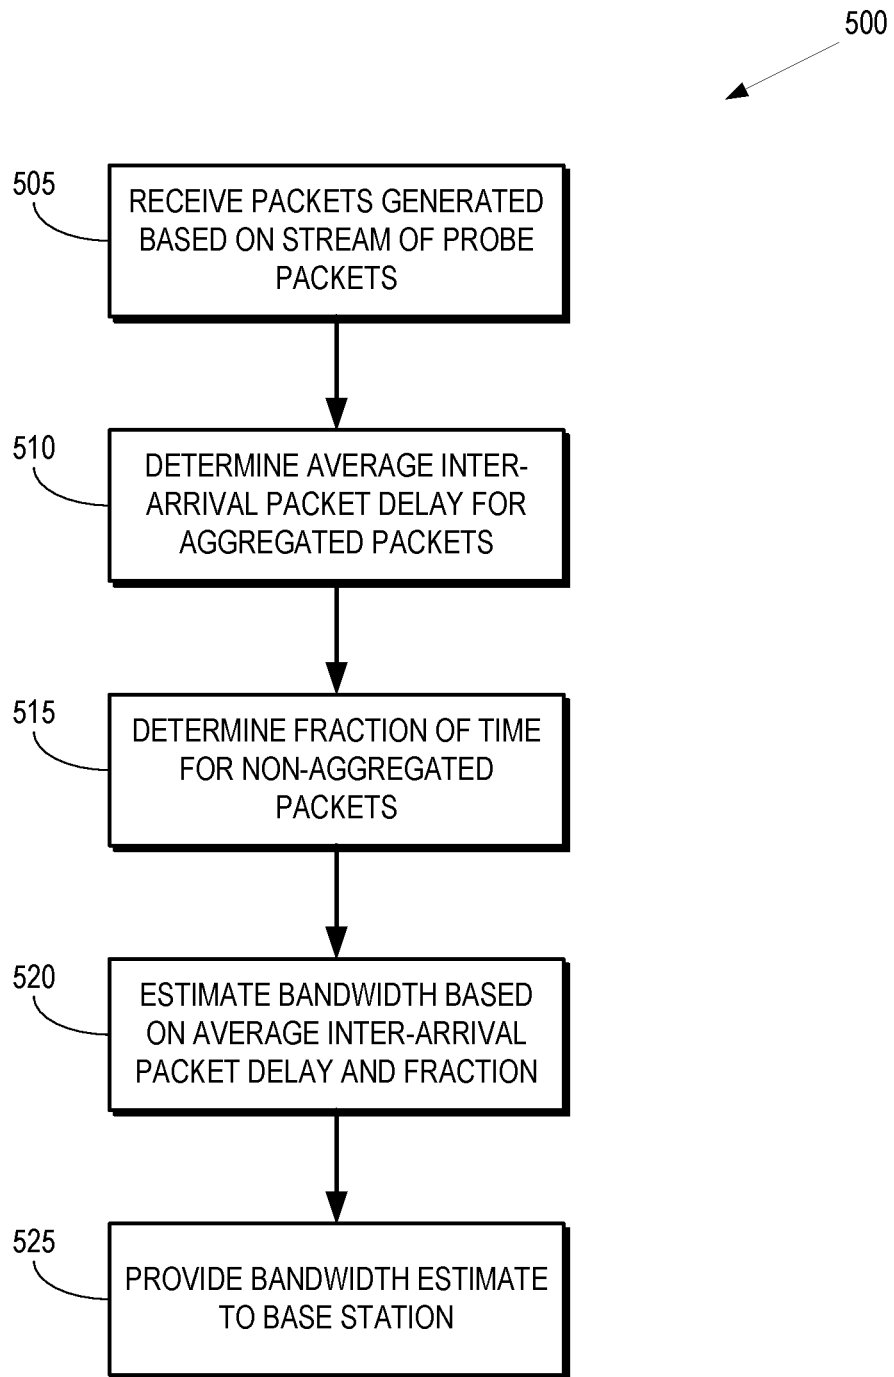 500
505
RECEIVE PACKETS GENERATED
BASED ON STREAM OF PROBE
PACKETS
510
DETERMINE AVERAGE INTER-
ARRIVAL PACKET DELAY FOR
AGGREGATED PACKETS
515
DETERMINE FRACTION OF TIME
FOR NON-AGGREGATED
PACKETS
520
ESTIMATE BANDWIDTH BASED
ON AVERAGE INTER-ARRIVAL
PACKET DELAY AND FRACTION
525
PROVIDE BANDWIDTH ESTIMATE
TO BASE STATION